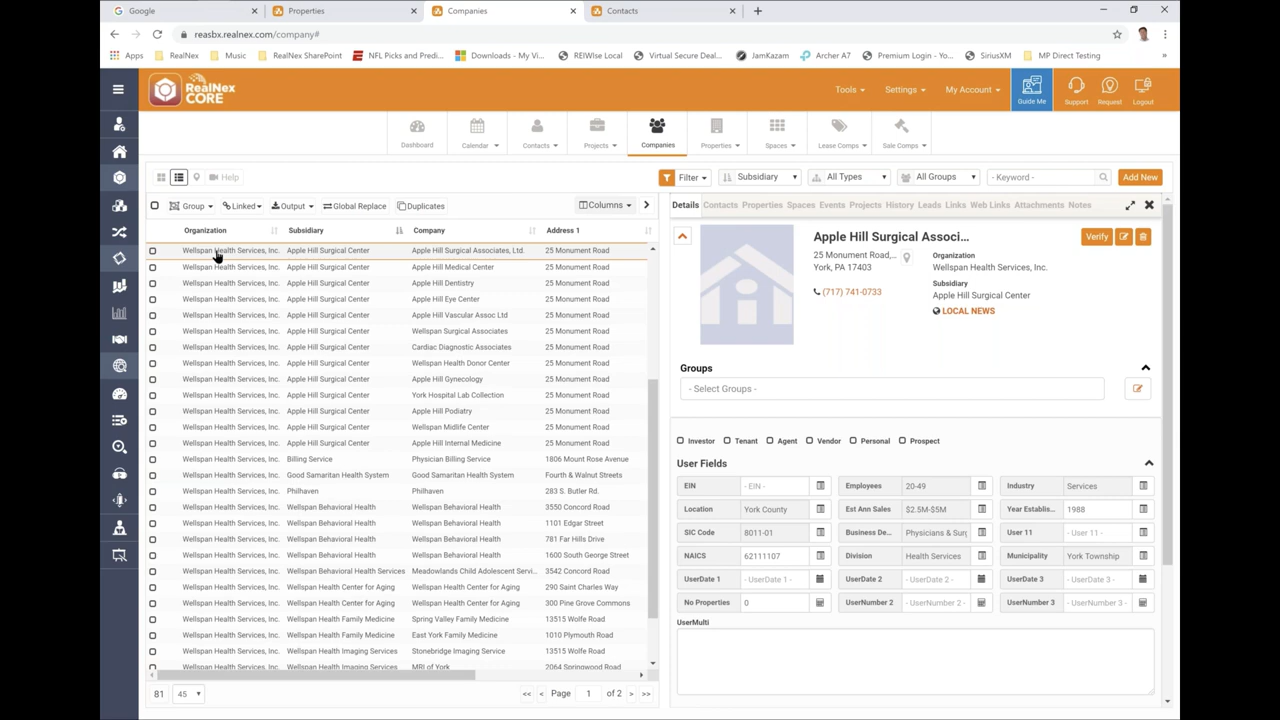 Google
Properties
Companies
Contacts
reasbx.realnex.com/company#
Apps RealNex Music RealNex SharePoint NFL Picks and Predi... Downloads - My Vi... REIWise Local Virtual Secure Deal... JamKazam Archer A7 Premium Login - Yo... SiriusXM MP Direct Testing »
RealNex
CORE
Tools Settings My Account Guide Me Support Request Logout
Dashboard Calendar Contacts Projects Companies Properties Spaces Lease Comps Sale Comps
Help Filter Subsidiary All Types All Groups - Keyword - Add New
Group Linked Output Global Replace Duplicates Columns
Organization Subsidiary Company Address 1
Wellspan Health Services, Inc. Apple Hill Surgical Center Apple Hill Surgical Associates, Ltd. 25 Monument Road
Wellspan Health Services, Inc. Apple Hill Surgical Center Apple Hill Medical Center 25 Monument Road
Wellspan Health Services, Inc. Apple Hill Surgical Center Apple Hill Dentistry 25 Monument Road
Wellspan Health Services, Inc. Apple Hill Surgical Center Apple Hill Eye Center 25 Monument Road
Wellspan Health Services, Inc. Apple Hill Surgical Center Apple Hill Vascular Assoc Ltd 25 Monument Road
Wellspan Health Services, Inc. Apple Hill Surgical Center Wellspan Surgical Associates 25 Monument Road
Wellspan Health Services, Inc. Apple Hill Surgical Center Cardiac Diagnostic Associates 25 Monument Road
Wellspan Health Services, Inc. Apple Hill Surgical Center Wellspan Health Donor Center 25 Monument Road
Wellspan Health Services, Inc. Apple Hill Surgical Center Apple Hill Gynecology 25 Monument Road
Wellspan Health Services, Inc. Apple Hill Surgical Center York Hospital Lab Collection 25 Monument Road
Wellspan Health Services, Inc. Apple Hill Surgical Center Apple Hill Podiatry 25 Monument Road
Wellspan Health Services, Inc. Apple Hill Surgical Center Wellspan Midlife Center 25 Monument Road
Wellspan Health Services, Inc. Apple Hill Surgical Center Apple Hill Internal Medicine 25 Monument Road
Wellspan Health Services, Inc. Billing Service Physician Billing Service 1806 Mount Rose Avenue
Wellspan Health Services, Inc. Good Samaritan Health System Good Samaritan Health System Fourth & Walnut Streets
Wellspan Health Services, Inc. Philhaven Philhaven 283 S. Butler Rd.
Wellspan Health Services, Inc. Wellspan Behavioral Health Wellspan Behavioral Health 3550 Concord Road
Wellspan Health Services, Inc. Wellspan Behavioral Health Wellspan Behavioral Health 1101 Edgar Street
Wellspan Health Services, Inc. Wellspan Behavioral Health Wellspan Behavioral Health 781 Far Hills Drive
Wellspan Health Services, Inc. Wellspan Behavioral Health Wellspan Behavioral Health 1600 South George Street
Wellspan Health Services, Inc. Wellspan Behavioral Health Services Meadowlands Child Adolescent Servi... 3542 Concord Road
Wellspan Health Services, Inc. Wellspan Health Center for Aging Wellspan Health Center for Aging 290 Saint Charles Way
Wellspan Health Services, Inc. Wellspan Health Center for Aging Wellspan Health Center for Aging 300 Pine Grove Commons
Wellspan Health Services, Inc. Wellspan Health Family Medicine Spring Valley Family Medicine 13515 Wolfe Road
Wellspan Health Services, Inc. Wellspan Health Family Medicine East York Family Medicine 1010 Plymouth Road
Wellspan Health Services, Inc. Wellspan Health Imaging Services Stonebridge Imaging Service 13515 Wolfe Road
Wellspan Health Services, Inc. Wellspan Health Imaging Services MRI of York 2064 Springwood Road
81 45 << < Page 1 of 2 > >>
Details Contacts Properties Spaces Events Projects History Leads Links Web Links Attachments Notes
Apple Hill Surgical Associ...
Verify
25 Monument Road,...
York, PA 17403
(717) 741-0733
Organization
Wellspan Health Services, Inc.
Subsidiary
Apple Hill Surgical Center
LOCAL NEWS
Groups
- Select Groups -
Investor Tenant Agent Vendor Personal Prospect
User Fields
EIN - EIN - Employees 20-49 Industry Services
Location York County Est Ann Sales $2.5M-$5M Year Establis... 1988
SIC Code 8011-01 Business De... Physicians & Surg User 11 - User 11 -
NAICS 62111107 Division Health Services Municipality York Township
UserDate 1 - UserDate 1 - UserDate 2 - UserDate 2 - UserDate 3 - UserDate 3 -
No Properties 0 UserNumber 2 - UserNumber 2 - UserNumber 3 - UserNumber 3 -
UserMulti